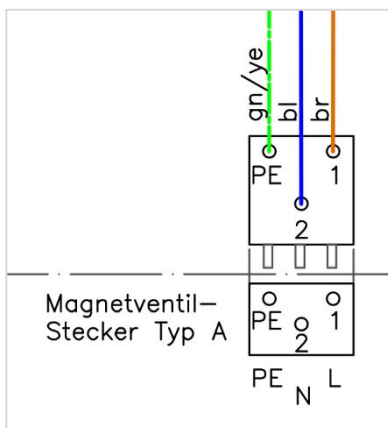 gn/ye
bl
br
PE 1
2
Magnetventil-
Stecker Typ A
PE 1
2
PE N L